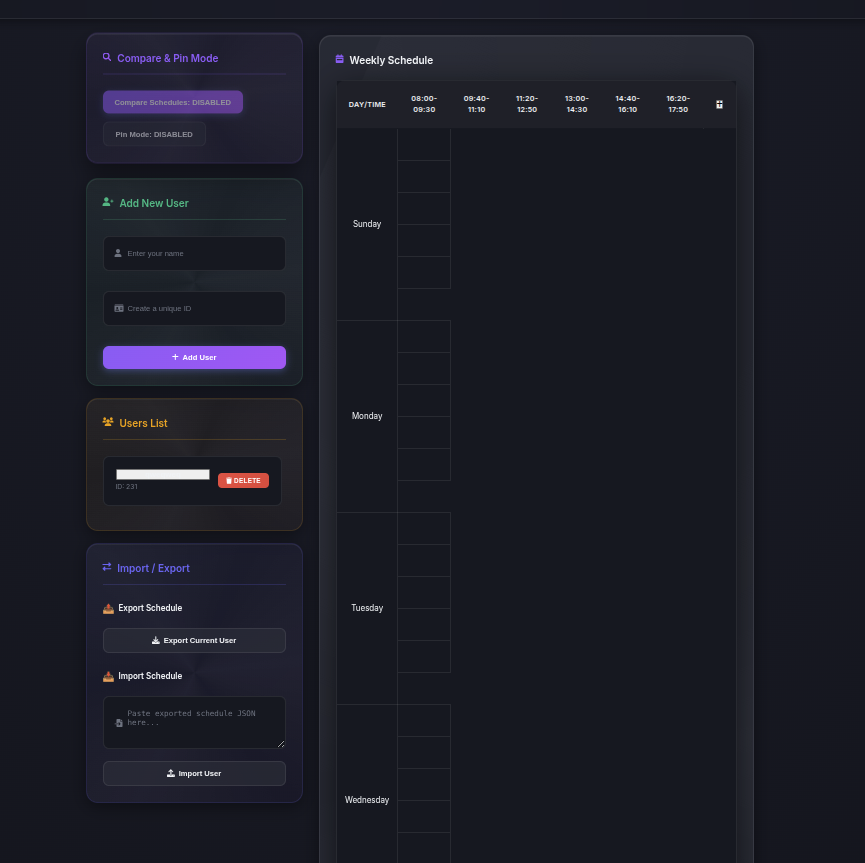 Compare & Pin Mode
Compare Schedules: DISABLED
Pin Mode: DISABLED
Add New User
Enter your name
Create a unique ID
Add User
Users List
ID: 231
DELETE
Import / Export
Export Schedule
Export Current User
Import Schedule
Paste exported schedule JSON
here...
Import User
Weekly Schedule
DAY/TIME
08:00-
09:30
09:40-
11:10
11:20-
12:50
13:00-
14:30
14:40-
16:10
16:20-
17:50
Sunday
Monday
Tuesday
Wednesday